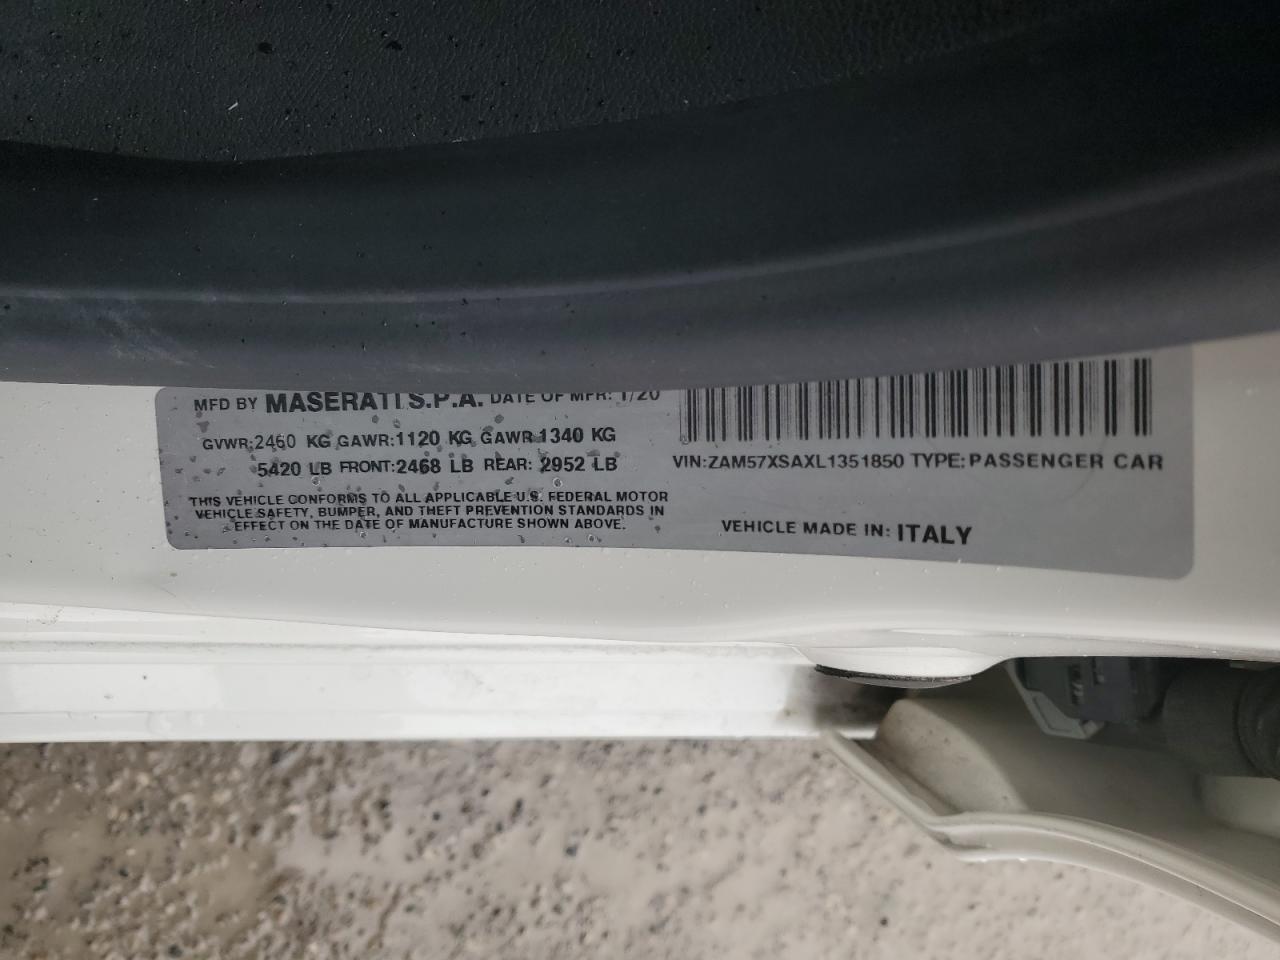 MFD BY MASERATI S.P.A. DATE OF MFR: 1/20
GVWR:2460 KG GAWR:1120 KG GAWR 1340 KG
5420 LB FRONT:2468 LB REAR: 2952 LB
THIS VEHICLE CONFORMS TO ALL APPLICABLE U.S. FEDERAL MOTOR
VEHICLE SAFETY, BUMPER, AND THEFT PREVENTION STANDARDS IN
EFFECT ON THE DATE OF MANUFACTURE SHOWN ABOVE.
VIN:ZAM57XSAXL1351850 TYPE:PASSENGER CAR
VEHICLE MADE IN: ITALY